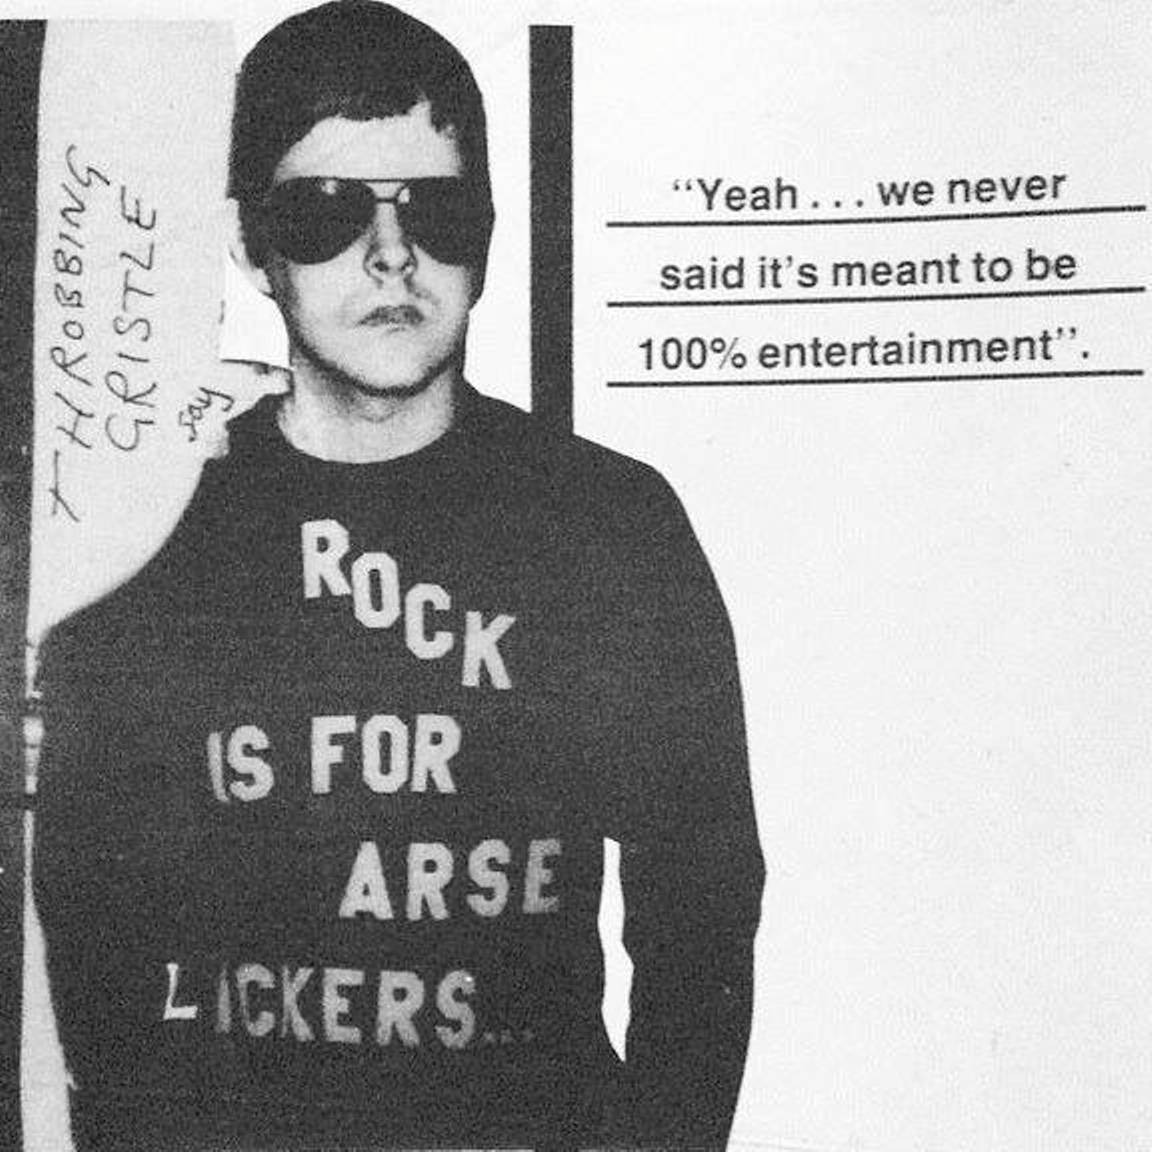 THROBBING
GRISTLE
say
“Yeah . . . we never
said it’s meant to be
100% entertainment”.
ROCK
IS FOR
ARSE
LICKERS...